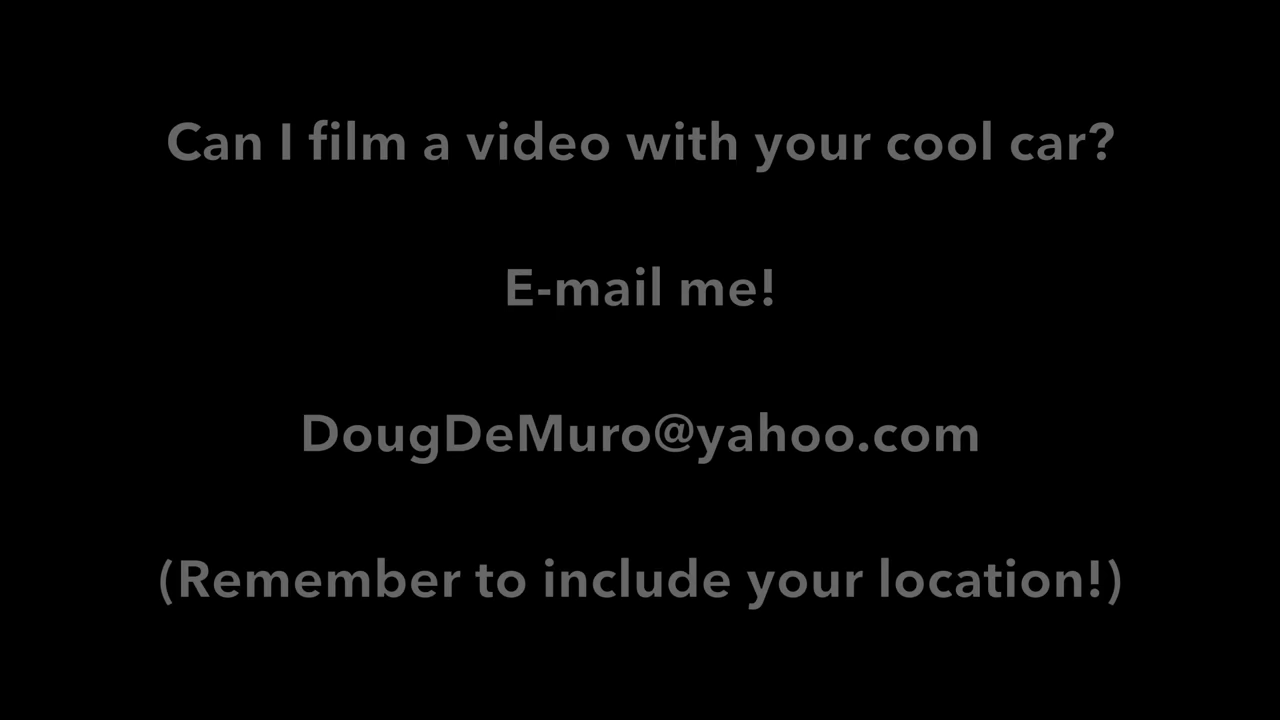 Can I film a video with your cool car?
E-mail me!
DougDeMuro@yahoo.com
(Remember to include your location!)